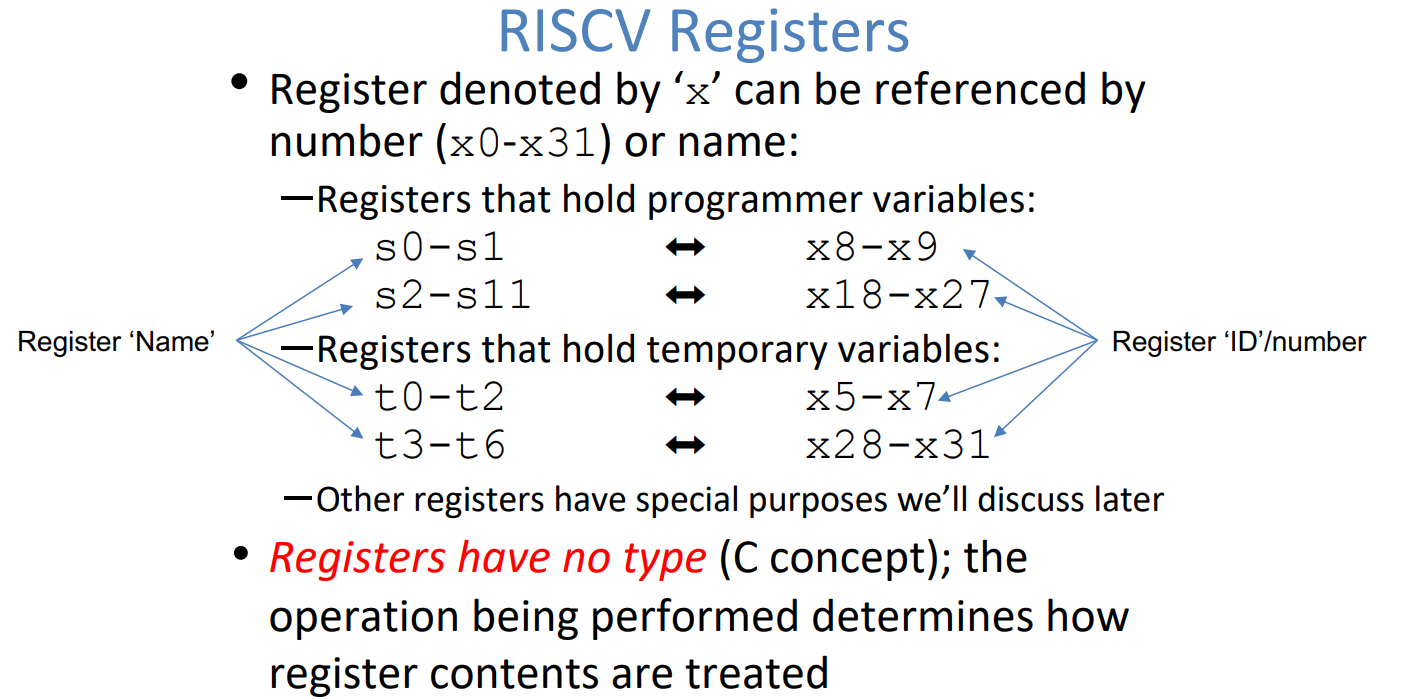 RISCV Registers
• Register denoted by ‘x’ can be referenced by
number (x0-x31) or name:
—Registers that hold programmer variables:
s0-s1 ↔ x8-x9
s2-s11 ↔ x18-x27
Register ‘Name’
—Registers that hold temporary variables:
Register ‘ID’/number
t0-t2 ↔ x5-x7
t3-t6 ↔ x28-x31
—Other registers have special purposes we’ll discuss later
• Registers have no type (C concept); the
operation being performed determines how
register contents are treated